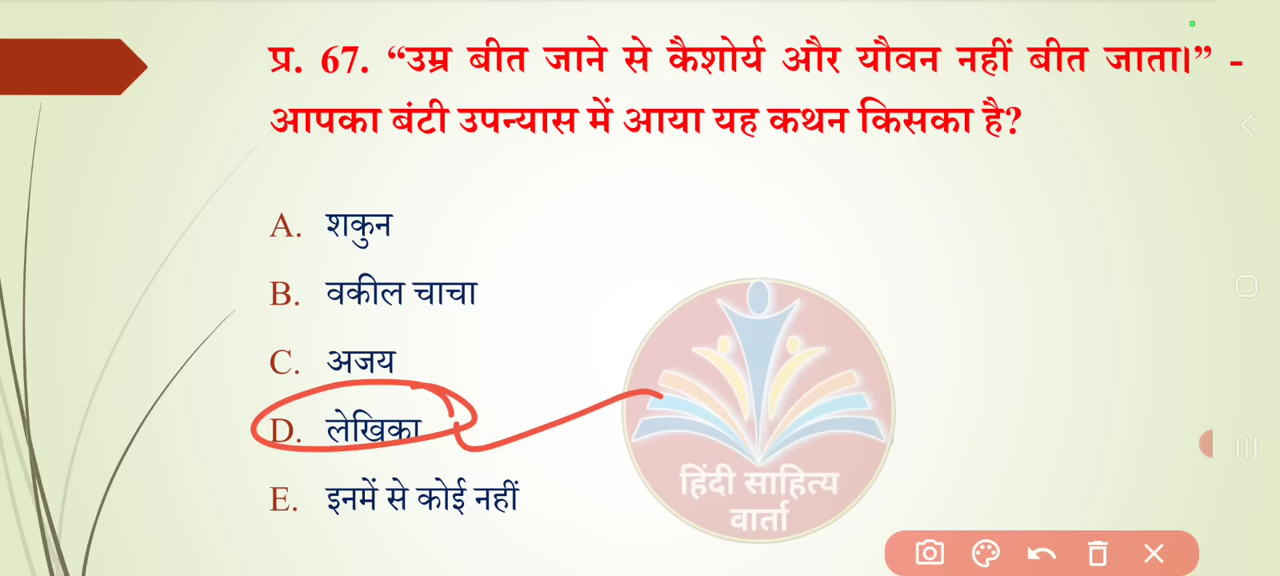 प्र. 67. “उम्र बीत जाने से कैशोर्य और यौवन नहीं बीत जाता।” -
आपका बंटी उपन्यास में आया यह कथन किसका है?
A. शकुन
B. वकील चाचा
C. अजय
D. लेखिका
E. इनमें से कोई नहीं
हिंदी साहित्य
वार्ता